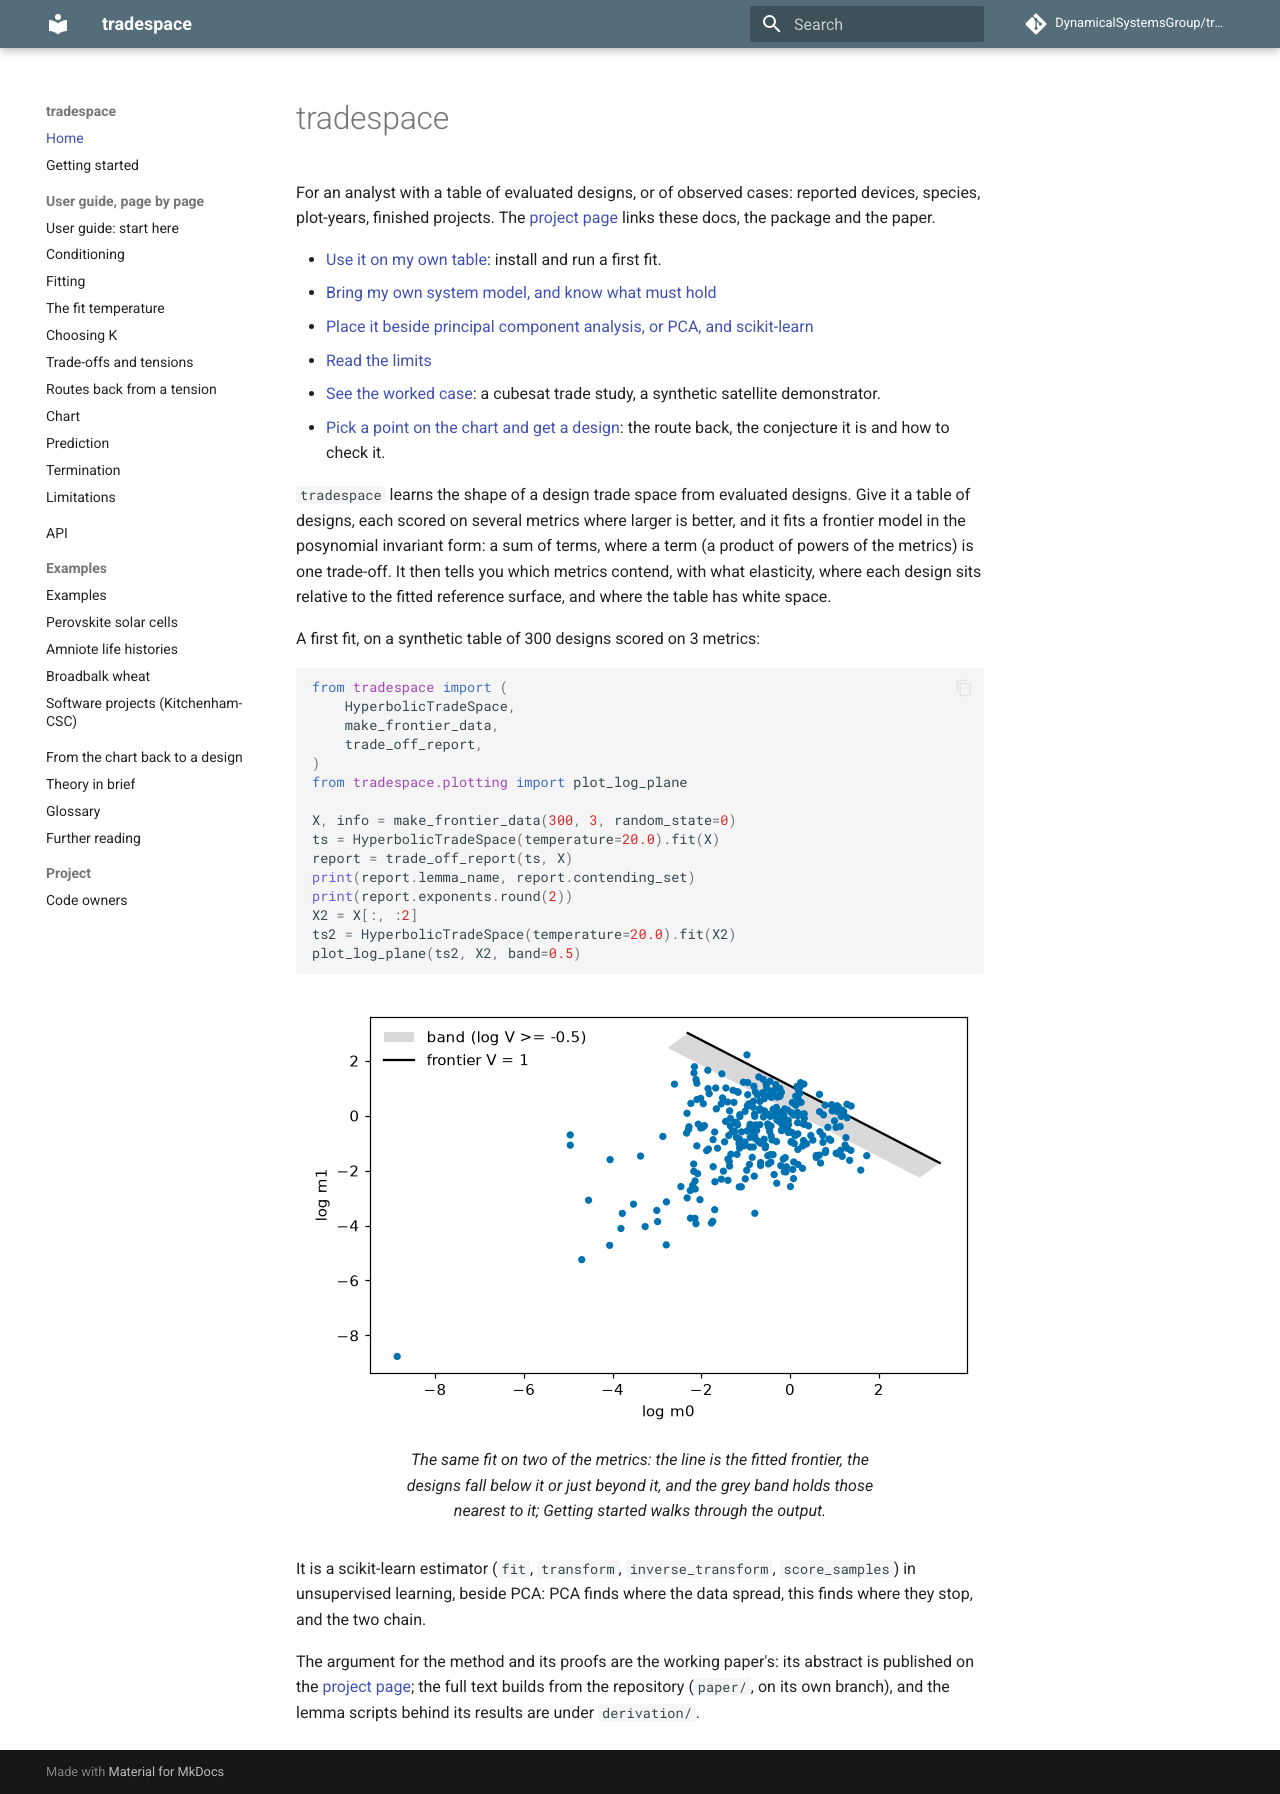 tradespace
Search
DynamicalSystemsGroup/tr...
tradespace
Home
Getting started
User guide, page by page
User guide: start here
Conditioning
Fitting
The fit temperature
Choosing K
Trade-offs and tensions
Routes back from a tension
Chart
Prediction
Termination
Limitations
API
Examples
Examples
Perovskite solar cells
Amniote life histories
Broadbalk wheat
Software projects (Kitchenham-
CSC)
From the chart back to a design
Theory in brief
Glossary
Further reading
Project
Code owners
tradespace
For an analyst with a table of evaluated designs, or of observed cases: reported devices, species,
plot-years, finished projects. The project page links these docs, the package and the paper.
• Use it on my own table: install and run a first fit.
• Bring my own system model, and know what must hold
• Place it beside principal component analysis, or PCA, and scikit-learn
• Read the limits
• See the worked case: a cubesat trade study, a synthetic satellite demonstrator.
• Pick a point on the chart and get a design: the route back, the conjecture it is and how to
check it.
tradespace learns the shape of a design trade space from evaluated designs. Give it a table of
designs, each scored on several metrics where larger is better, and it fits a frontier model in the
posynomial invariant form: a sum of terms, where a term (a product of powers of the metrics) is
one trade-off. It then tells you which metrics contend, with what elasticity, where each design sits
relative to the fitted reference surface, and where the table has white space.
A first fit, on a synthetic table of 300 designs scored on 3 metrics:
from tradespace import (
    HyperbolicTradeSpace,
    make_frontier_data,
    trade_off_report,
)
from tradespace.plotting import plot_log_plane
X, info = make_frontier_data(300, 3, random_state=0)
ts = HyperbolicTradeSpace(temperature=20.0).fit(X)
report = trade_off_report(ts, X)
print(report.lemma_name, report.contending_set)
print(report.exponents.round(2))
X2 = X[:, :2]
ts2 = HyperbolicTradeSpace(temperature=20.0).fit(X2)
plot_log_plane(ts2, X2, band=0.5)
band (log V >= -0.5)
frontier V = 1
2
0
−2
−4
−6
−8
log m1
−8 −6 −4 −2 0 2
log m0
The same fit on two of the metrics: the line is the fitted frontier, the
designs fall below it or just beyond it, and the grey band holds those
nearest to it; Getting started walks through the output.
It is a scikit-learn estimator (fit, transform, inverse_transform, score_samples) in
unsupervised learning, beside PCA: PCA finds where the data spread, this finds where they stop,
and the two chain.
The argument for the method and its proofs are the working paper's: its abstract is published on
the project page; the full text builds from the repository (paper/, on its own branch), and the
lemma scripts behind its results are under derivation/.
Made with Material for MkDocs